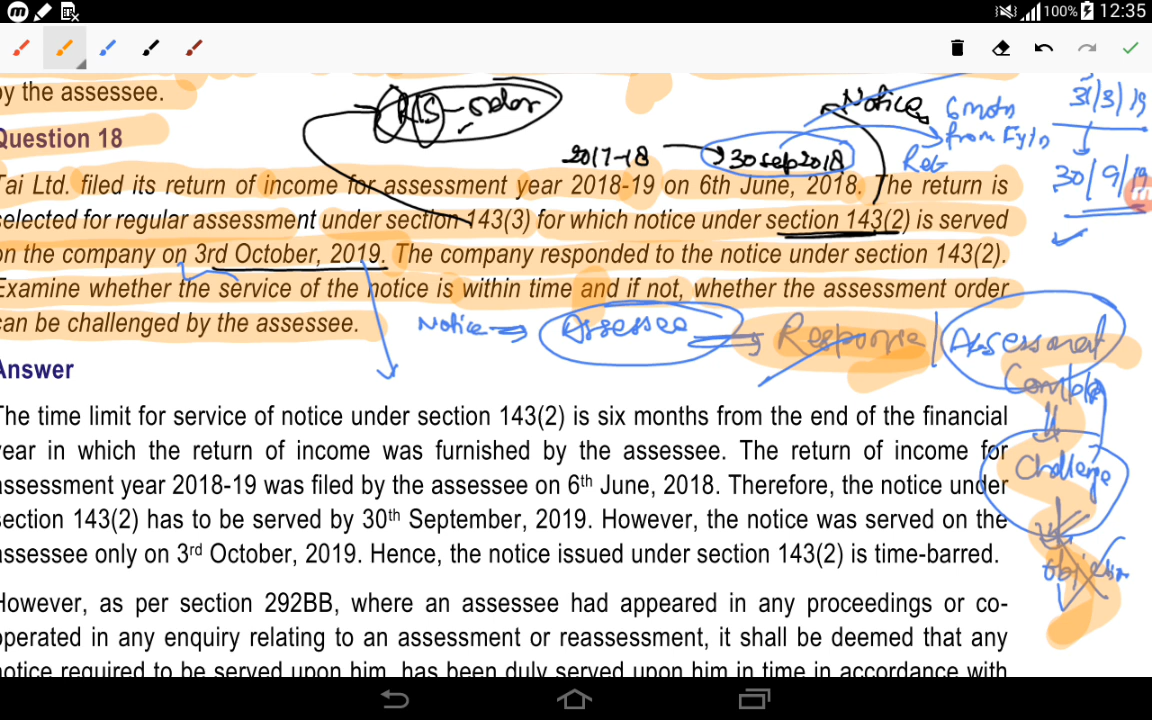 100% 12:35
by the assessee.
RAS - order
Notice 6 mots from Fy in Ret
31/3/19
2017-18 → 30 sep 2018
30/9/19
Question 18
Tai Ltd. filed its return of income for assessment year 2018-19 on 6th June, 2018. The return is
selected for regular assessment under section 143(3) for which notice under section 143(2) is served
on the company on 3rd October, 2019. The company responded to the notice under section 143(2).
Examine whether the service of the notice is within time and if not, whether the assessment order
can be challenged by the assessee.
Notice → Assessee → Response | Assessment
Comple
Challenge
Objection
Answer
The time limit for service of notice under section 143(2) is six months from the end of the financial
year in which the return of income was furnished by the assessee. The return of income for
assessment year 2018-19 was filed by the assessee on 6th June, 2018. Therefore, the notice under
section 143(2) has to be served by 30th September, 2019. However, the notice was served on the
assessee only on 3rd October, 2019. Hence, the notice issued under section 143(2) is time-barred.
However, as per section 292BB, where an assessee had appeared in any proceedings or co-
operated in any enquiry relating to an assessment or reassessment, it shall be deemed that any
notice required to be served upon him, has been duly served upon him in time in accordance with